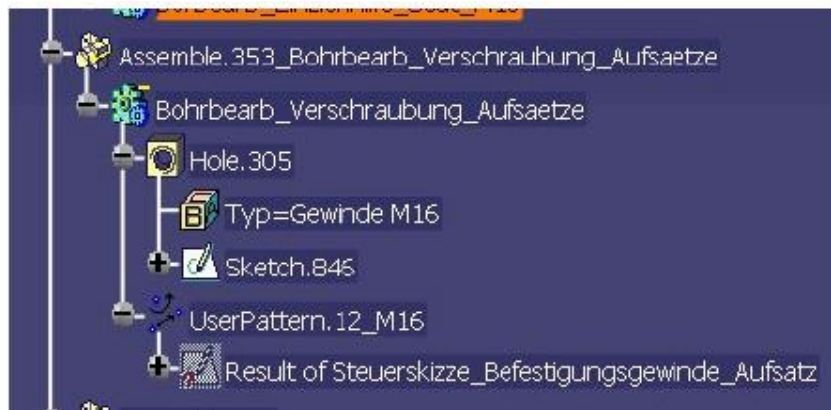 Assemble.353_Bohrbearb_Verschraubung_Aufsaetze
Bohrbearb_Verschraubung_Aufsaetze
Hole.305
B Typ=Gewinde M16
Sketch.846
UserPattern.12_M16
Result of Steuerskizze_Befestigungsgewinde_Aufsatz